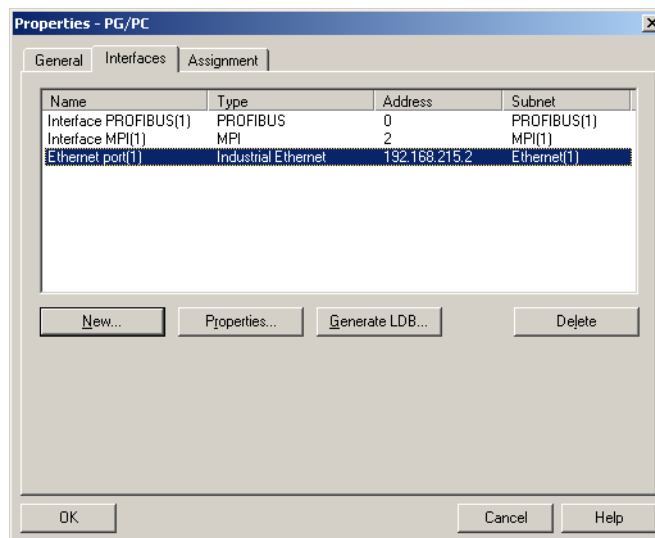 Properties - PG/PC
General Interfaces Assignment
Name Type Address Subnet
Interface PROFIBUS(1) PROFIBUS 0 PROFIBUS(1)
Interface MPI(1) MPI 2 MPI(1)
Ethernet port(1) Industrial Ethernet 192.168.215.2 Ethernet(1)
New... Properties... Generate LDB... Delete
OK Cancel Help